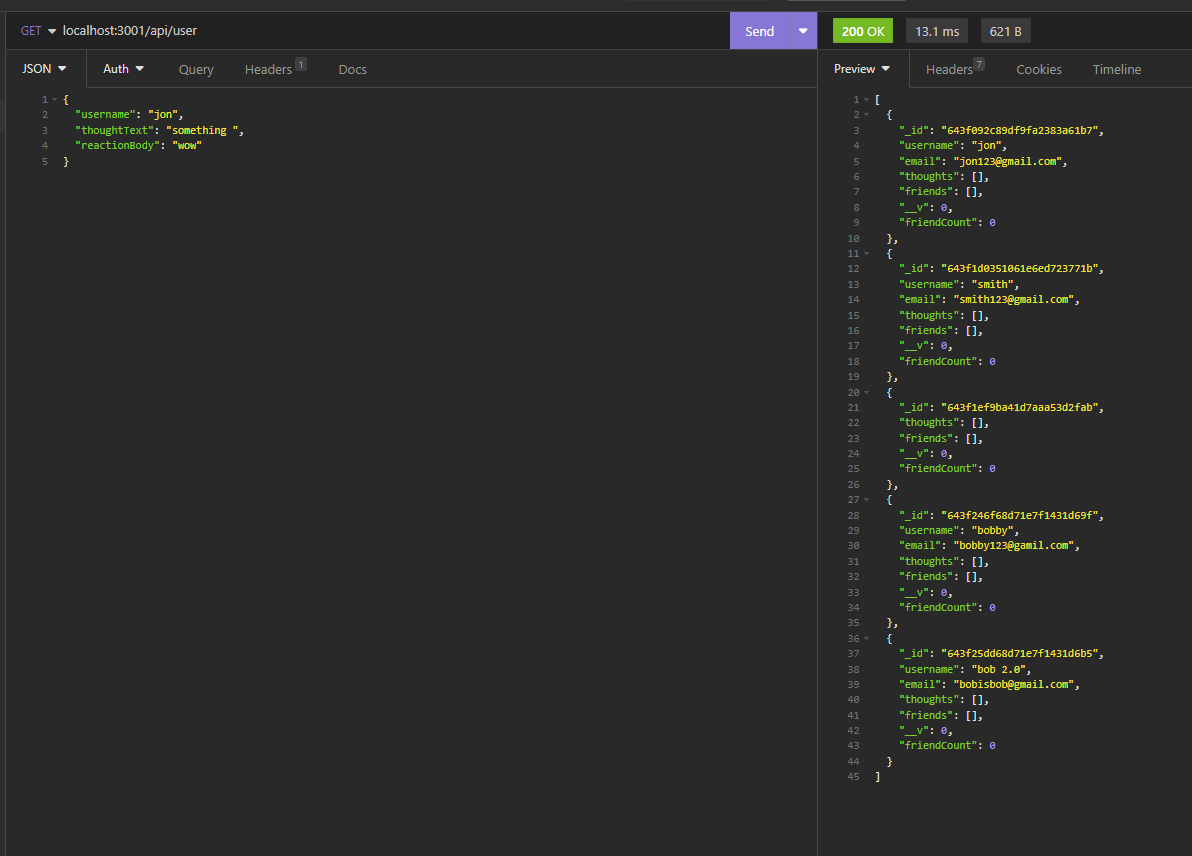 GET localhost:3001/api/user Send 200 OK 13.1 ms 621 B
JSON Auth Query Headers 1 Docs Preview Headers 7 Cookies Timeline
1 {
2 "username": "jon",
3 "thoughtText": "something ",
4 "reactionBody": "wow"
5 }
1 [
2 {
3 "_id": "643f092c89df9fa2383a61b7",
4 "username": "jon",
5 "email": "jon123@gmail.com",
6 "thoughts": [],
7 "friends": [],
8 "__v": 0,
9 "friendCount": 0
10 },
11 {
12 "_id": "643f1d0351061e6ed723771b",
13 "username": "smith",
14 "email": "smith123@gmail.com",
15 "thoughts": [],
16 "friends": [],
17 "__v": 0,
18 "friendCount": 0
19 },
20 {
21 "_id": "643f1ef9ba41d7aaa53d2fab",
22 "thoughts": [],
23 "friends": [],
24 "__v": 0,
25 "friendCount": 0
26 },
27 {
28 "_id": "643f246f68d71e7f1431d69f",
29 "username": "bobby",
30 "email": "bobby123@gamil.com",
31 "thoughts": [],
32 "friends": [],
33 "__v": 0,
34 "friendCount": 0
35 },
36 {
37 "_id": "643f25dd68d71e7f1431d6b5",
38 "username": "bob 2.0",
39 "email": "bobisbob@gmail.com",
40 "thoughts": [],
41 "friends": [],
42 "__v": 0,
43 "friendCount": 0
44 }
45 ]